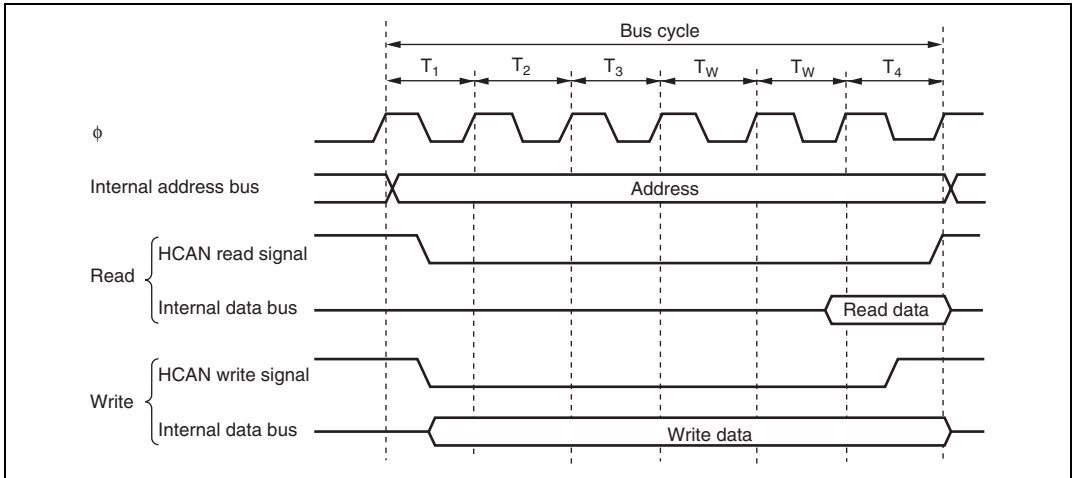 Bus cycle
T1 T2 T3 TW TW T4
ϕ
Internal address bus Address
Read HCAN read signal
Internal data bus Read data
Write HCAN write signal
Internal data bus Write data